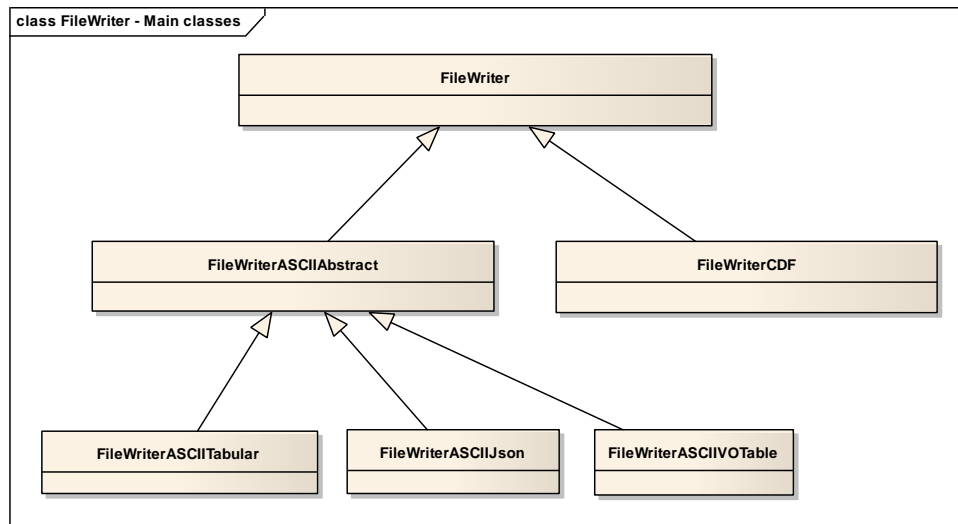 class FileWriter - Main classes
FileWriter
FileWriterASCIIAbstract
FileWriterCDF
FileWriterASCIITabular
FileWriterASCIIJson
FileWriterASCIIVOTable